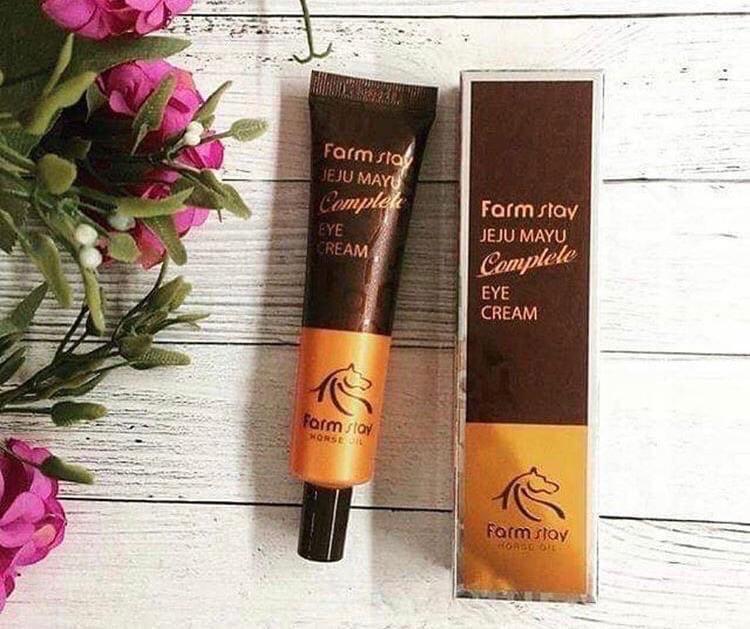 Farm stay
JEJU MAYU
Complete
EYE
CREAM
Farm stay
HORSE OIL
Farm stay
JEJU MAYU
Complete
EYE
CREAM
Farm stay
HORSE OIL